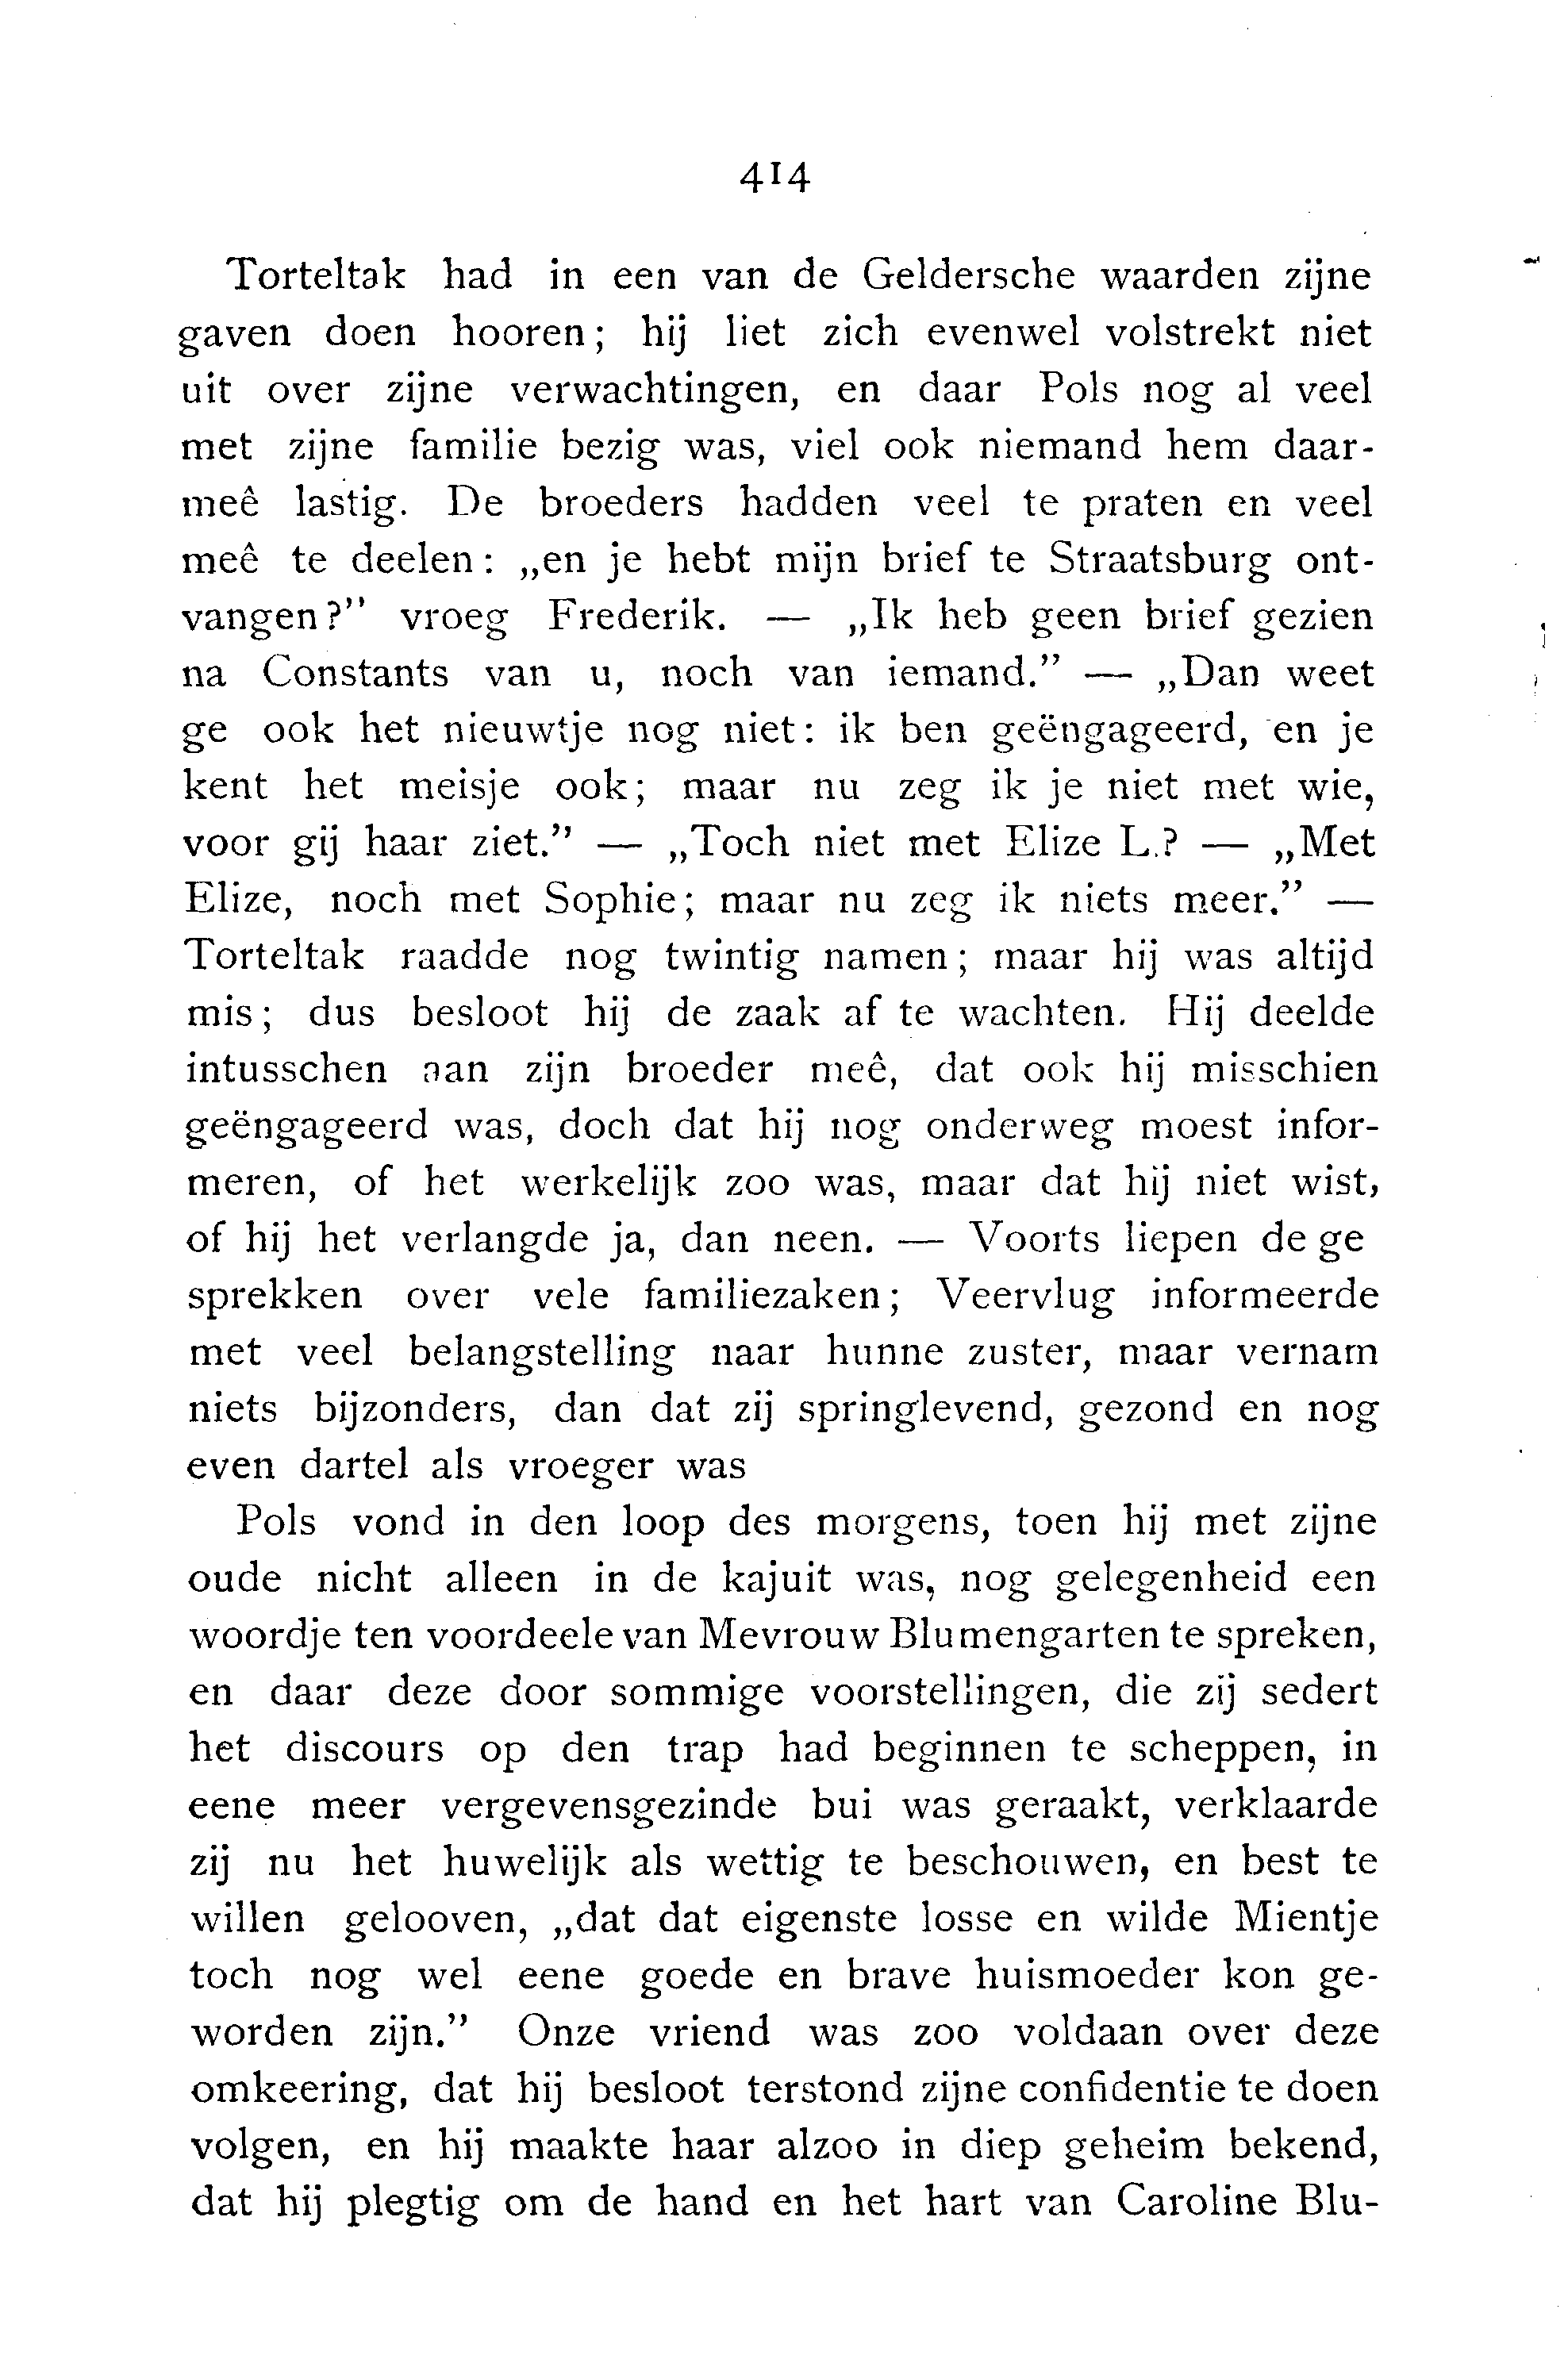 414
Torteltak had in een van de Geldersche waarden zijne
gaven doen hooren; hij liet zich evenwel volstrekt niet
uit over zijne verwachtingen, en daar Pols nog al veel
met zijne familie bezig was, viel ook niemand hem daar-
meê lastig. De broeders hadden veel te praten en veel
meê te deelen: „en je hebt mijn brief te Straatsburg ont-
vangen?” vroeg Frederik. — „Ik heb geen brief gezien
na Constants van u, noch van iemand.” — „Dan weet
ge ook het nieuwtje nog niet: ik ben geëngageerd, en je
kent het meisje ook; maar nu zeg ik je niet met wie,
voor gij haar ziet.” — „Toch niet met Elize L.? — „Met
Elize, noch met Sophie; maar nu zeg ik niets meer.” —
Torteltak raadde nog twintig namen; maar hij was altijd
mis; dus besloot hij de zaak af te wachten. Hij deelde
intusschen aan zijn broeder meê, dat ook hij misschien
geëngageerd was, doch dat hij nog onderweg moest infor-
meren, of het werkelijk zoo was, maar dat hij niet wist,
of hij het verlangde ja, dan neen. — Voorts liepen de ge
sprekken over vele familiezaken; Veervlug informeerde
met veel belangstelling naar hunne zuster, maar vernam
niets bijzonders, dan dat zij springlevend, gezond en nog
even dartel als vroeger was
Pols vond in den loop des morgens, toen hij met zijne
oude nicht alleen in de kajuit was, nog gelegenheid een
woordje ten voordeele van Mevrouw Blumengarten te spreken,
en daar deze door sommige voorstellingen, die zij sedert
het discours op den trap had beginnen te scheppen, in
eene meer vergevensgezinde bui was geraakt, verklaarde
zij nu het huwelijk als wettig te beschouwen, en best te
willen gelooven, „dat dat eigenste losse en wilde Mientje
toch nog wel eene goede en brave huismoeder kon ge-
worden zijn.” Onze vriend was zoo voldaan over deze
omkeering, dat hij besloot terstond zijne confidentie te doen
volgen, en hij maakte haar alzoo in diep geheim bekend,
dat hij plegtig om de hand en het hart van Caroline Blu-